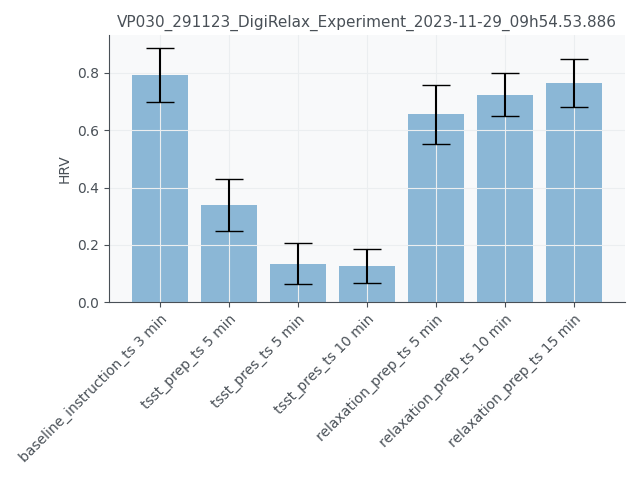 VP030_291123_DigiRelax_Experiment_2023-11-29_09h54.53.886
HRV
0.8
0.6
0.4
0.2
0.0
baseline_instruction_ts 3 min
tsst_prep_ts 5 min
tsst_pres_ts 5 min
tsst_pres_ts 10 min
relaxation_prep_ts 5 min
relaxation_prep_ts 10 min
relaxation_prep_ts 15 min